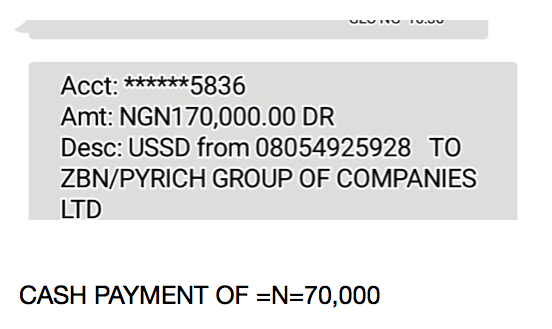 Acct: ******5836
Amt: NGN170,000.00 DR
Desc: USSD from 08054925928 TO
ZBN/PYRICH GROUP OF COMPANIES
LTD
CASH PAYMENT OF =N=70,000